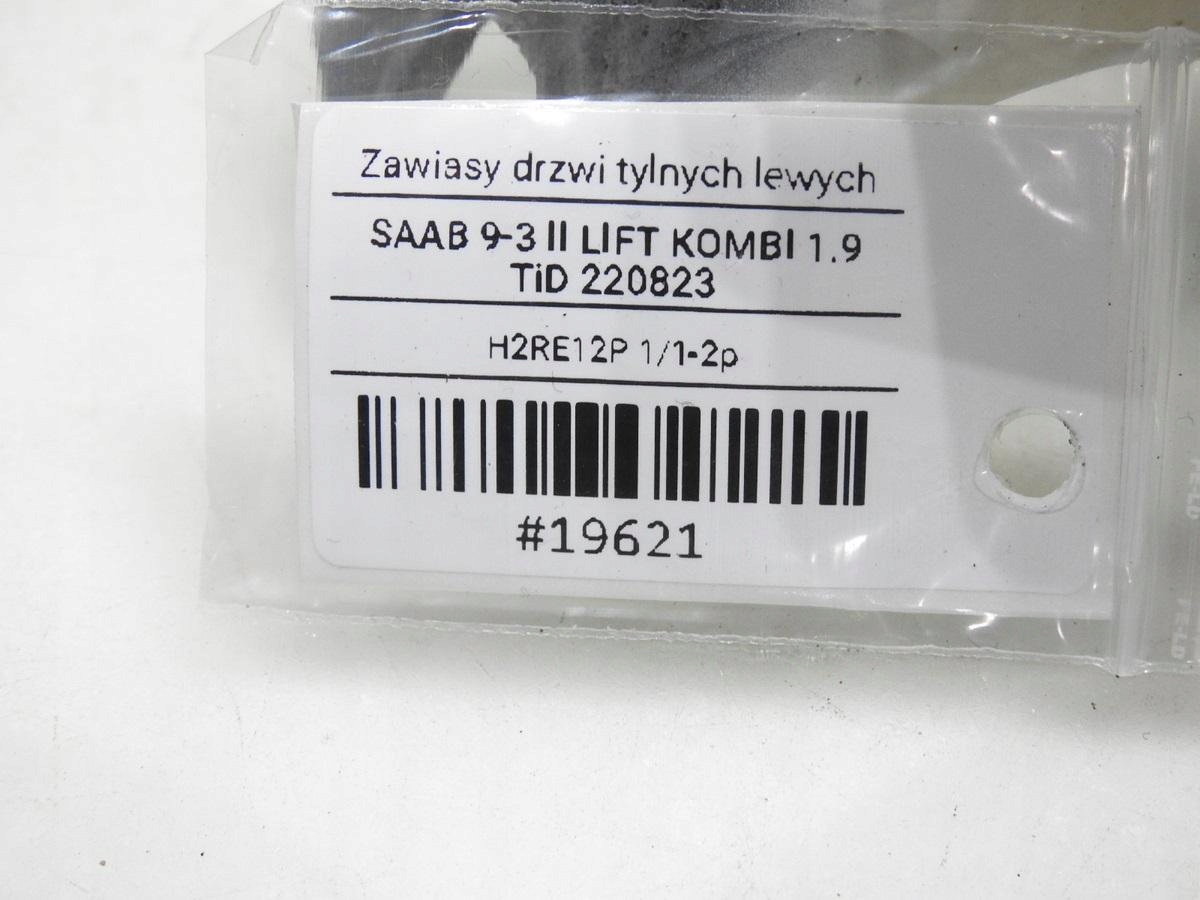 Zawiasy drzwi tylnych lewych
SAAB 9-3 II LIFT KOMBI 1.9
TiD 220823
H2RE12P 1/1-2p
#19621